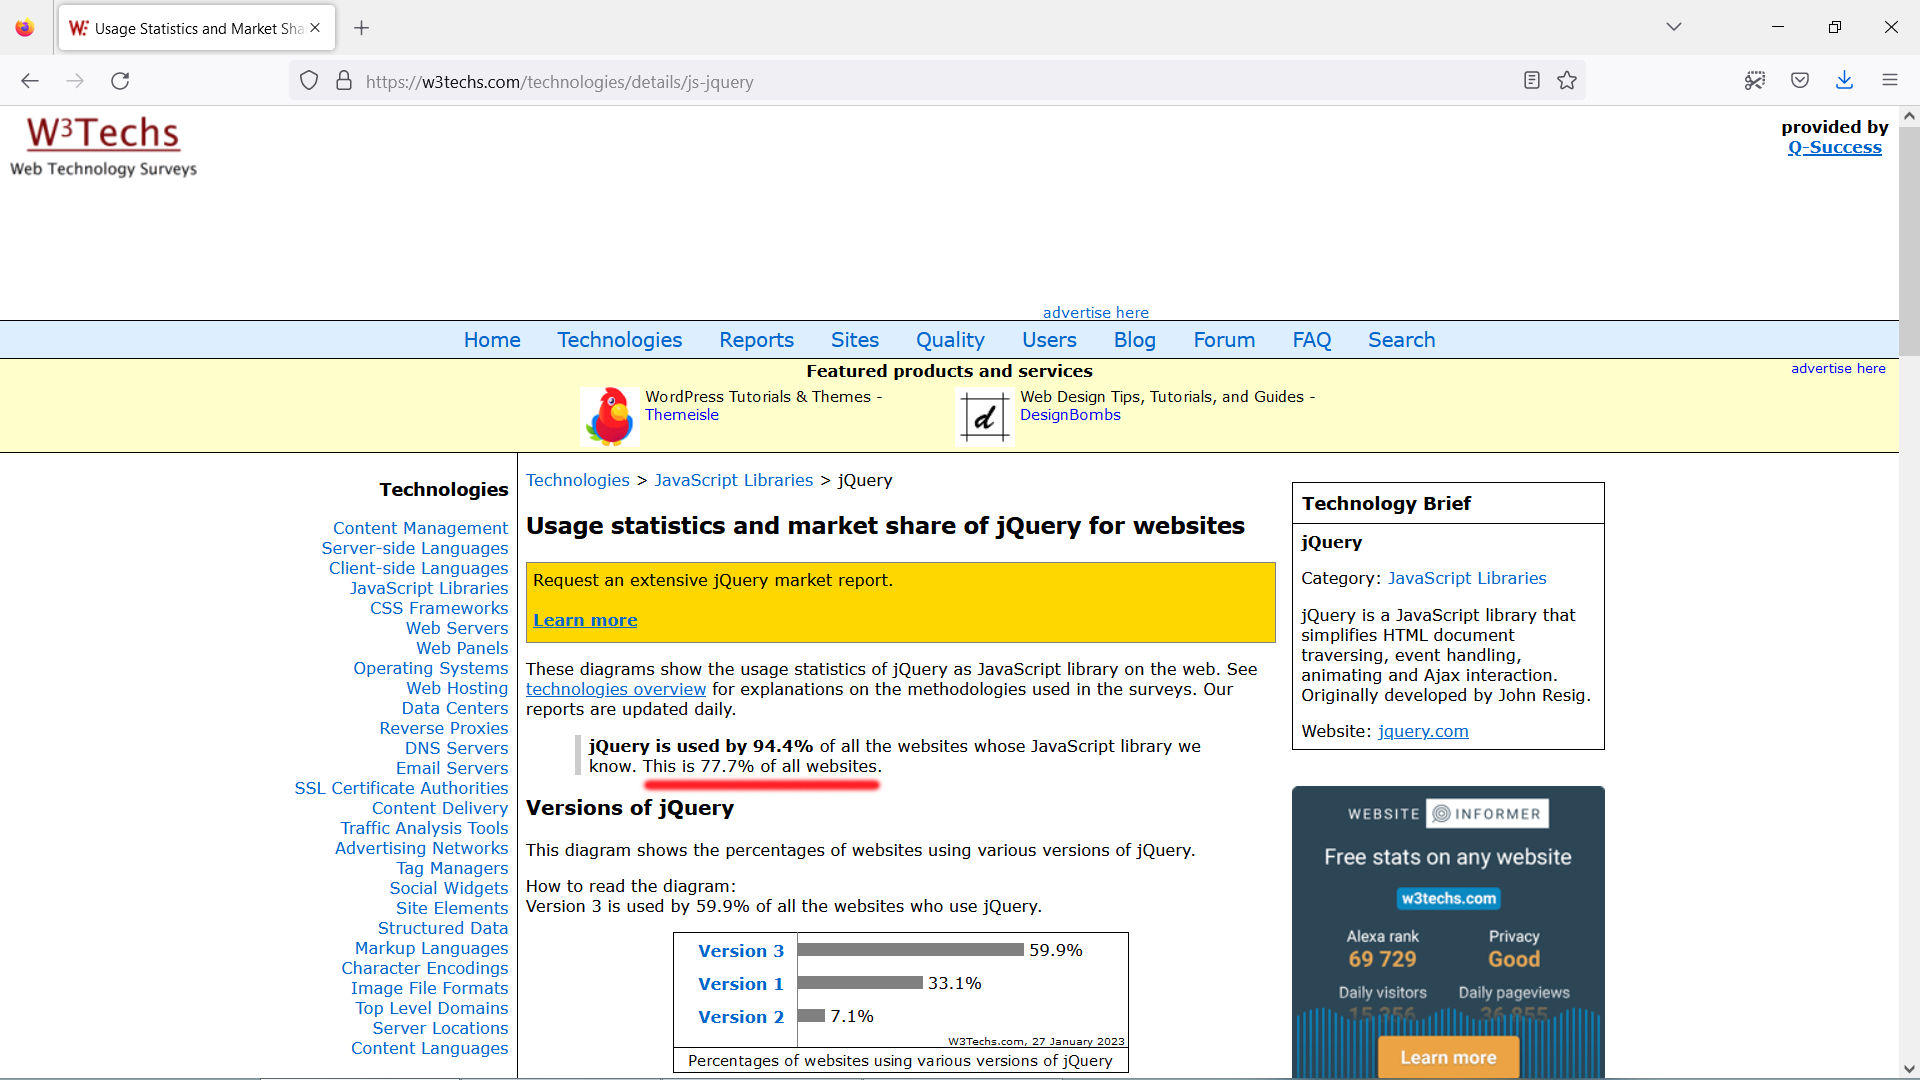 Usage Statistics and Market Sha
https://w3techs.com/technologies/details/js-jquery
W3Techs
Web Technology Surveys
provided by
Q-Success
advertise here
Home Technologies Reports Sites Quality Users Blog Forum FAQ Search
Featured products and services
advertise here
WordPress Tutorials & Themes -
Themeisle
d
Web Design Tips, Tutorials, and Guides -
DesignBombs
Technologies
Content Management
Server-side Languages
Client-side Languages
JavaScript Libraries
CSS Frameworks
Web Servers
Web Panels
Operating Systems
Web Hosting
Data Centers
Reverse Proxies
DNS Servers
Email Servers
SSL Certificate Authorities
Content Delivery
Traffic Analysis Tools
Advertising Networks
Tag Managers
Social Widgets
Site Elements
Structured Data
Markup Languages
Character Encodings
Image File Formats
Top Level Domains
Server Locations
Content Languages
Technologies > JavaScript Libraries > jQuery
Usage statistics and market share of jQuery for websites
Request an extensive jQuery market report.
Learn more
These diagrams show the usage statistics of jQuery as JavaScript library on the web. See
technologies overview for explanations on the methodologies used in the surveys. Our
reports are updated daily.
jQuery is used by 94.4% of all the websites whose JavaScript library we
know. This is 77.7% of all websites.
Versions of jQuery
This diagram shows the percentages of websites using various versions of jQuery.
How to read the diagram:
Version 3 is used by 59.9% of all the websites who use jQuery.
Version 3 59.9%
Version 1 33.1%
Version 2 7.1%
W3Techs.com, 27 January 2023
Percentages of websites using various versions of jQuery
Technology Brief
jQuery
Category: JavaScript Libraries
jQuery is a JavaScript library that
simplifies HTML document
traversing, event handling,
animating and Ajax interaction.
Originally developed by John Resig.
Website: jquery.com
WEBSITE INFORMER
Free stats on any website
w3techs.com
Alexa rank Privacy
69 729 Good
Daily visitors Daily pageviews
Learn more